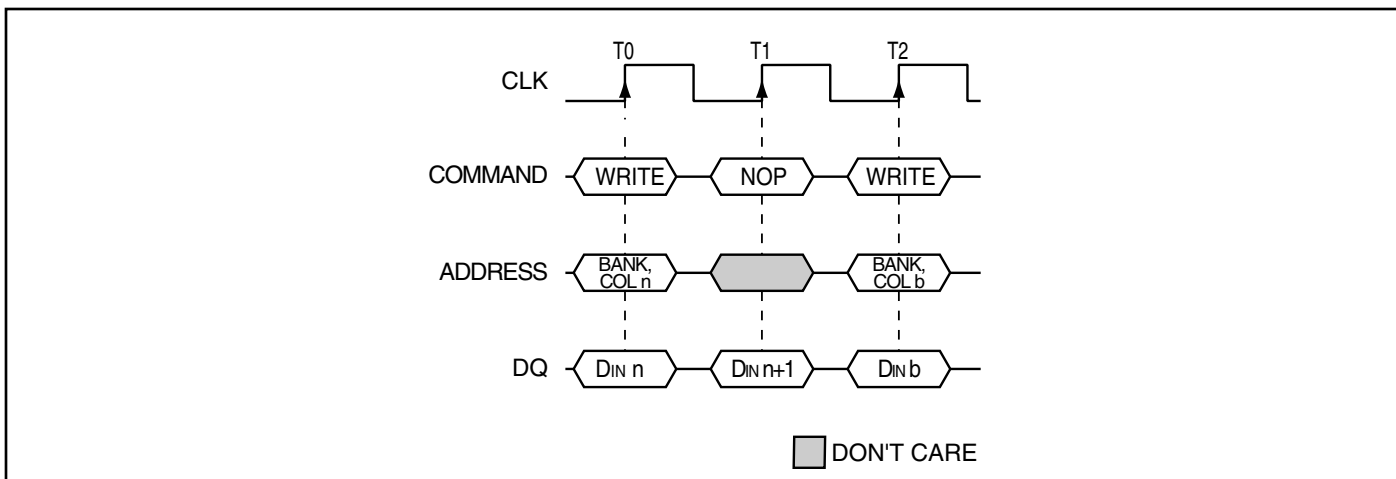 T0 T1 T2
CLK
COMMAND WRITE NOP WRITE
ADDRESS BANK, COL n BANK, COL b
DQ DIN n DIN n+1 DIN b
DON'T CARE